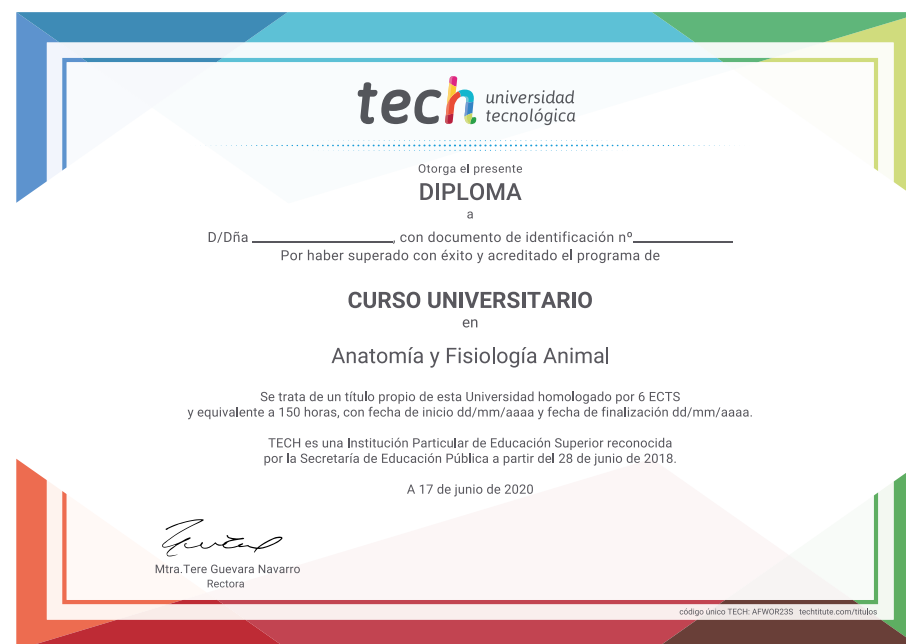 tech universidad
tecnológica
Otorga el presente
DIPLOMA
a
D/Dña ____________________, con documento de identificación nº______________
Por haber superado con éxito y acreditado el programa de
CURSO UNIVERSITARIO
en
Anatomía y Fisiología Animal
Se trata de un título propio de esta Universidad homologado por 6 ECTS
y equivalente a 150 horas, con fecha de inicio dd/mm/aaaa y fecha de finalización dd/mm/aaaa.
TECH es una Institución Particular de Educación Superior reconocida
por la Secretaría de Educación Pública a partir del 28 de junio de 2018.
A 17 de junio de 2020
Mtra.Tere Guevara Navarro
Rectora
código único TECH: AFWOR23S techtitute.com/titulos